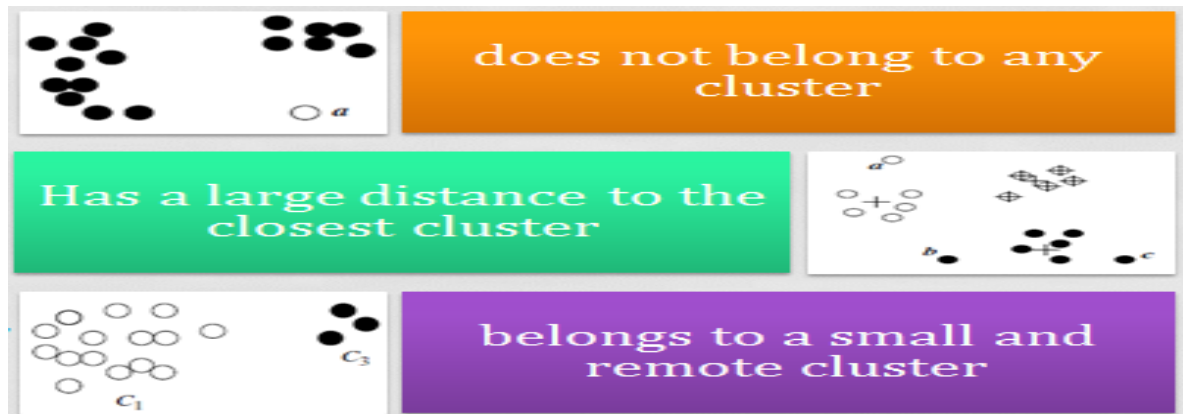 a
does not belong to any
cluster
Has a large distance to the
closest cluster
a
b
c
C1
C3
belongs to a small and
remote cluster